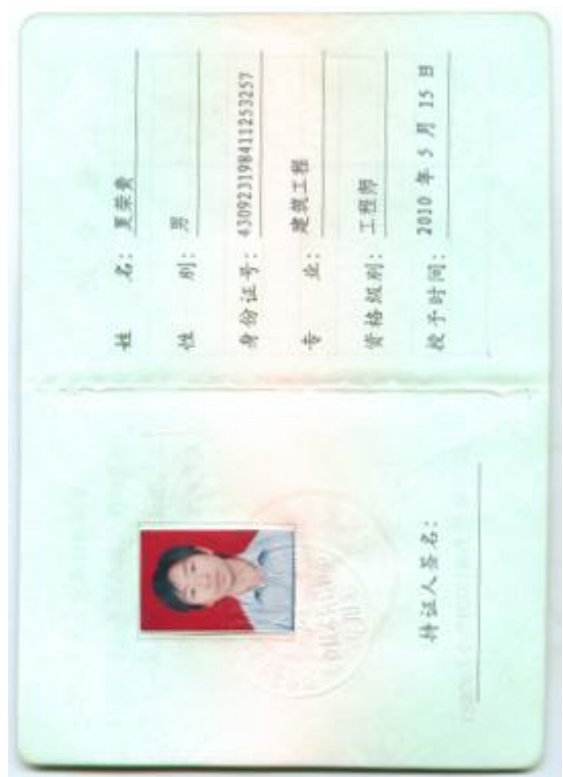 姓 名：夏荣贵
性 别：男
身份证号：430923198411253257
专 业：建筑工程
资格级别：工程师
授予时间：2010 年 5 月 15 日
持证人签名：